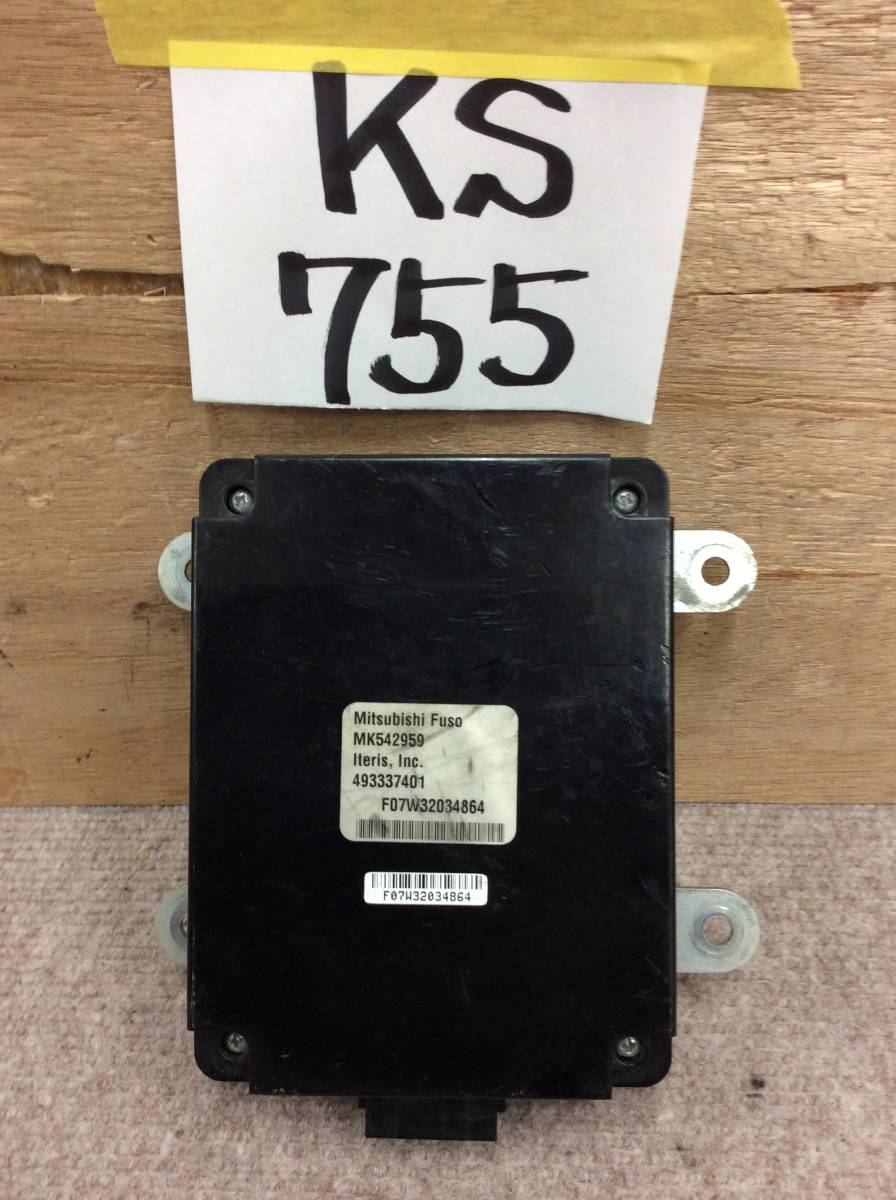 KS
755
Mitsubishi Fuso
MK542959
Iteris, Inc.
493337401
F07W32034864
F07W32034864